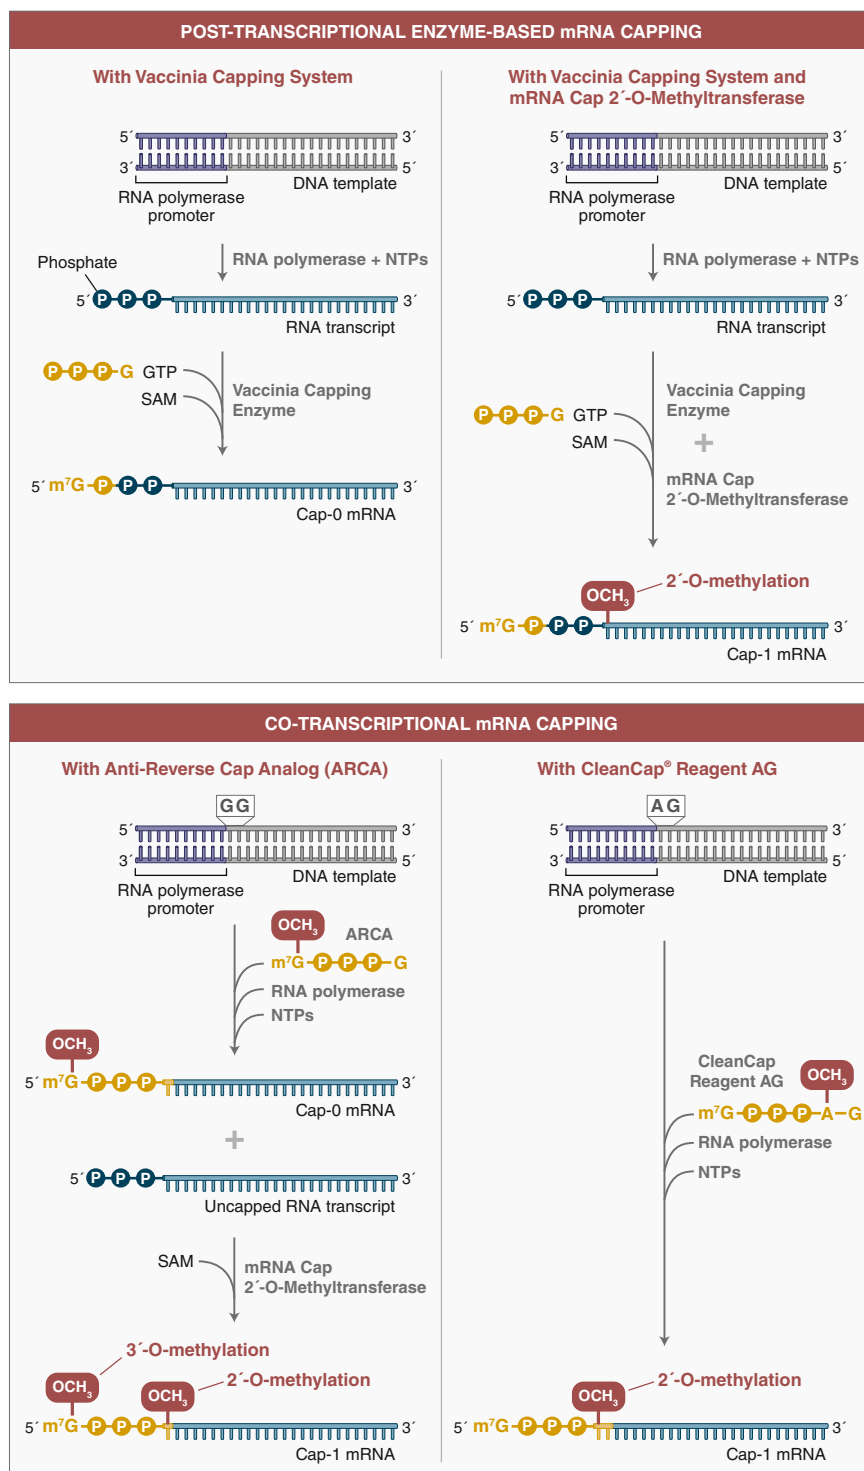 POST-TRANSCRIPTIONAL ENZYME-BASED mRNA CAPPING
With Vaccinia Capping System
5´ 3´
3´ 5´
DNA template
RNA polymerase
promoter
RNA polymerase + NTPs
Phosphate
5´ P P P 3´
RNA transcript
P P P G GTP
SAM
Vaccinia Capping
Enzyme
5´ m⁷G P P P 3´
Cap-0 mRNA
With Vaccinia Capping System and
mRNA Cap 2´-O-Methyltransferase
5´ 3´
3´ 5´
DNA template
RNA polymerase
promoter
RNA polymerase + NTPs
5´ P P P 3´
RNA transcript
Vaccinia Capping
Enzyme
P P P G GTP
SAM
+
mRNA Cap
2´-O-Methyltransferase
2´-O-methylation
OCH₃
5´ m⁷G P P P 3´
Cap-1 mRNA
CO-TRANSCRIPTIONAL mRNA CAPPING
With Anti-Reverse Cap Analog (ARCA)
GG
5´ 3´
3´ 5´
DNA template
RNA polymerase
promoter
OCH₃
ARCA
m⁷G P P P G
RNA polymerase
NTPs
OCH₃
5´ m⁷G P P P 3´
Cap-0 mRNA
+
5´ P P P 3´
Uncapped RNA transcript
SAM
mRNA Cap
2´-O-Methyltransferase
3´-O-methylation
OCH₃
2´-O-methylation
OCH₃
5´ m⁷G P P P 3´
Cap-1 mRNA
With CleanCap® Reagent AG
AG
5´ 3´
3´ 5´
DNA template
RNA polymerase
promoter
CleanCap
Reagent AG
OCH₃
m⁷G P P P A G
RNA polymerase
NTPs
2´-O-methylation
OCH₃
5´ m⁷G P P P 3´
Cap-1 mRNA